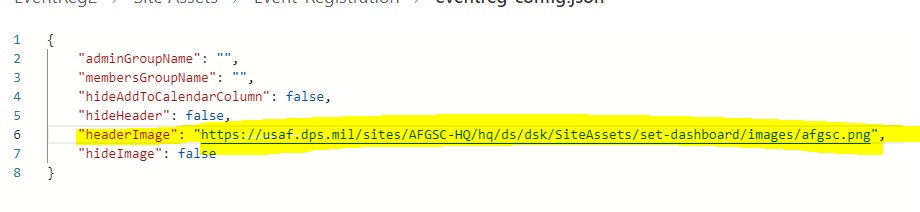 EventReg2 > Site Assets > Event-Registration > eventreg-config.json
1 {
2 "adminGroupName": "",
3 "membersGroupName": "",
4 "hideAddToCalendarColumn": false,
5 "hideHeader": false,
6 "headerImage": "https://usaf.dps.mil/sites/AFGSC-HQ/hq/ds/dsk/SiteAssets/set-dashboard/images/afgsc.png",
7 "hideImage": false
8 }